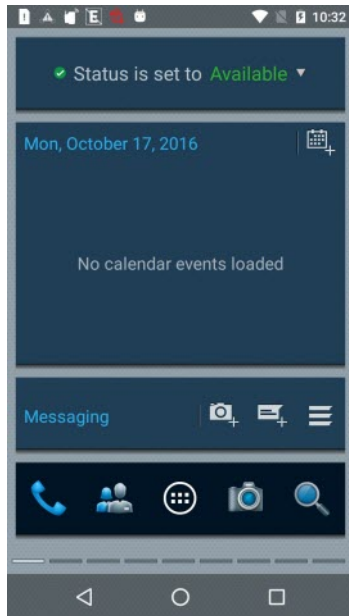 E 10:32
Status is set to Available
Mon, October 17, 2016
No calendar events loaded
Messaging